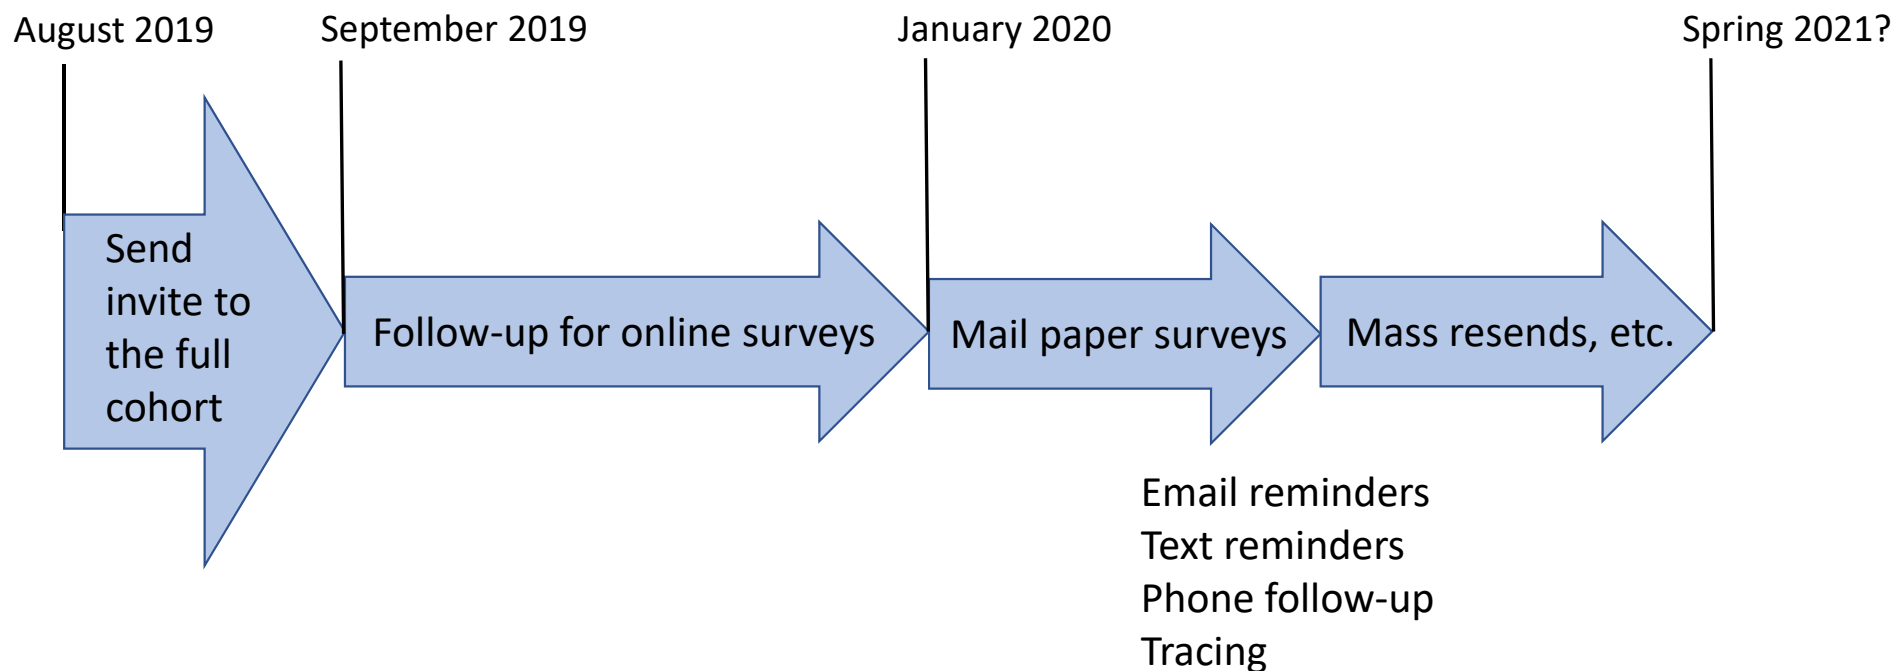 August 2019
September 2019
January 2020
Spring 2021?
Send
invite to
the full
cohort
Follow-up for online surveys
Mail paper surveys
Mass resends, etc.
Email reminders
Text reminders
Phone follow-up
Tracing